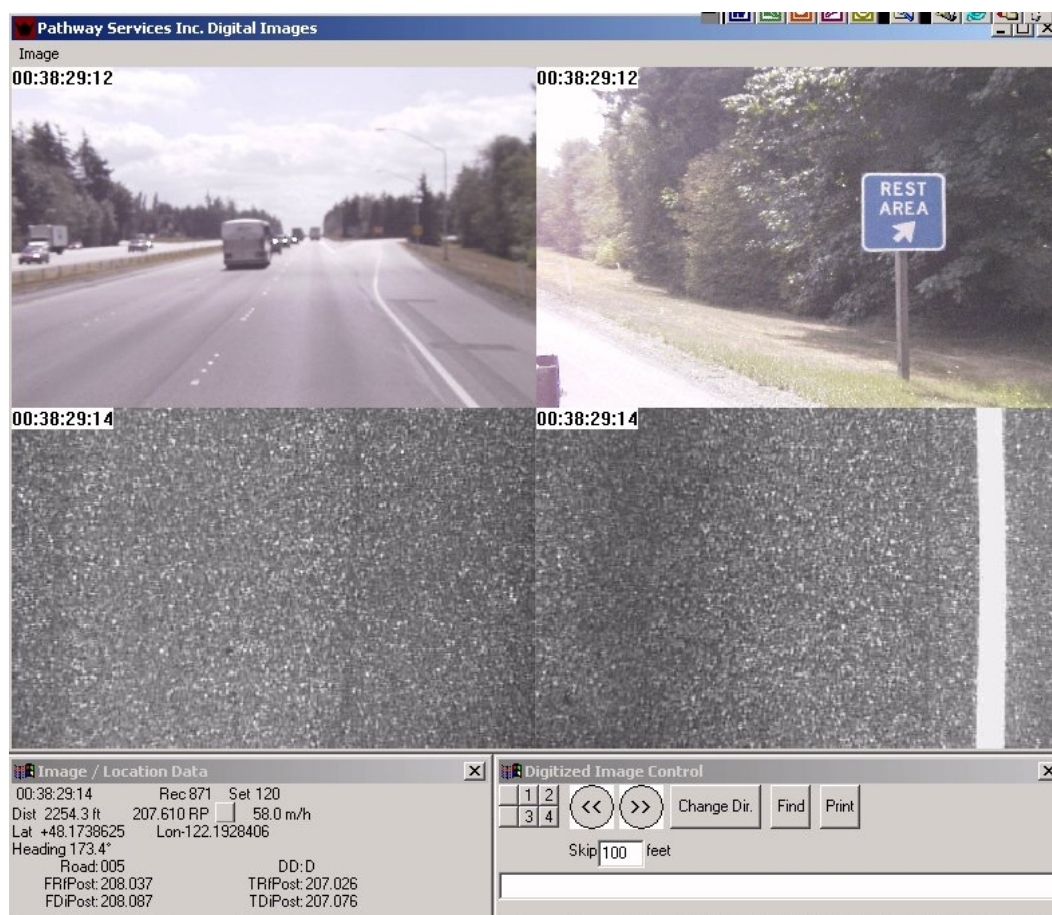 Pathway Services Inc. Digital Images
Image
00:38:29:12
00:38:29:12
REST
AREA
00:38:29:14
00:38:29:14
Image / Location Data
00:38:29:14 Rec 871 Set 120
Dist 2254.3 ft 207.610 RP 58.0 m/h
Lat +48.1738625 Lon-122.1928406
Heading 173.4°
Road: 005 DD: D
FRfPost: 208.037 TRfPost: 207.026
FDiPost: 208.087 TDiPost: 207.076
Digitized Image Control
1 2
3 4
<< >> Change Dir. Find Print
Skip 100 feet